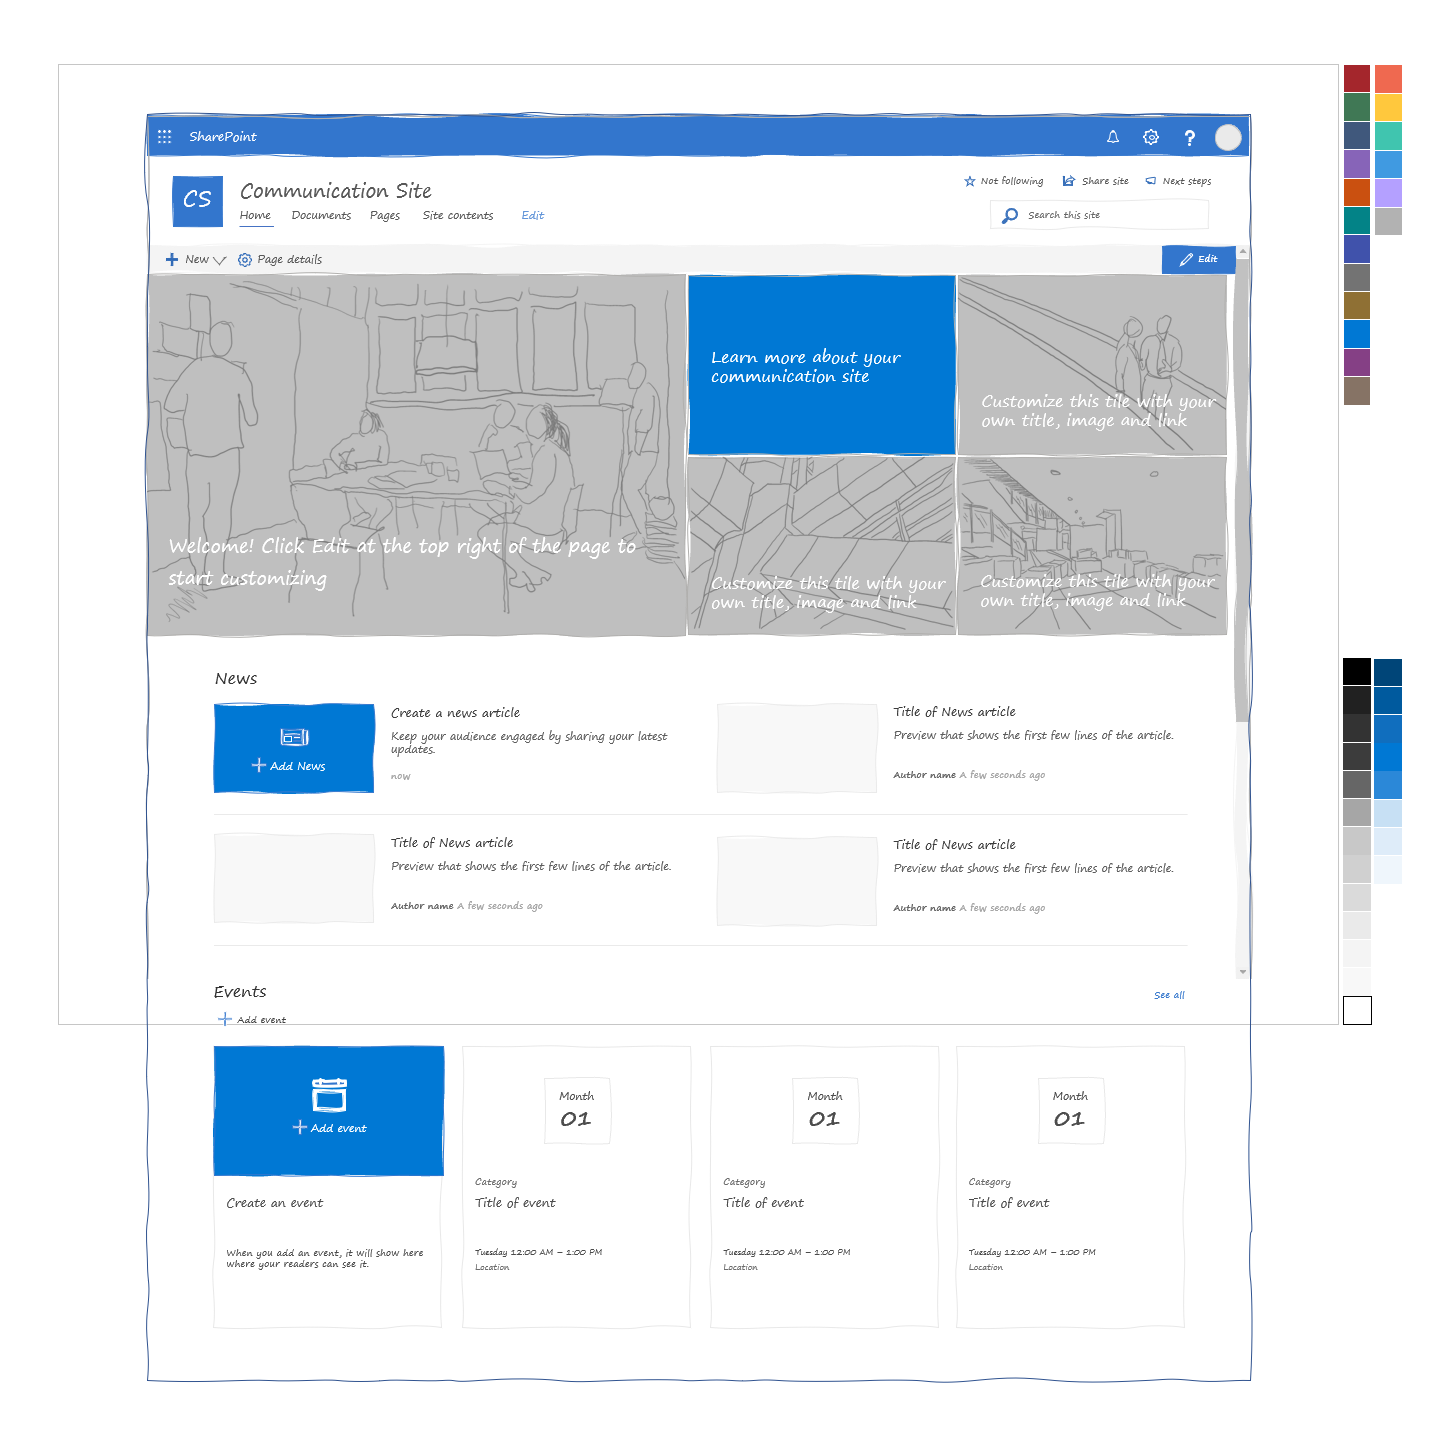 SharePoint
?
CS
Communication Site
Home Documents Pages Site contents Edit
Not following Share site Next steps
Search this site
New Page details
Edit
Welcome! Click Edit at the top right of the page to
start customizing
Learn more about your
communication site
Customize this tile with your
own title, image and link
Customize this tile with your
own title, image and link
Customize this tile with your
own title, image and link
News
Add News
Create a news article
Keep your audience engaged by sharing your latest
updates.
now
Title of News article
Preview that shows the first few lines of the article.
Author name A few seconds ago
Title of News article
Preview that shows the first few lines of the article.
Author name A few seconds ago
Title of News article
Preview that shows the first few lines of the article.
Author name A few seconds ago
Events
See all
Add event
Add event
Create an event
When you add an event, it will show here
where your readers can see it.
Month
01
Category
Title of event
Tuesday 12:00 AM – 1:00 PM
Location
Month
01
Category
Title of event
Tuesday 12:00 AM – 1:00 PM
Location
Month
01
Category
Title of event
Tuesday 12:00 AM – 1:00 PM
Location